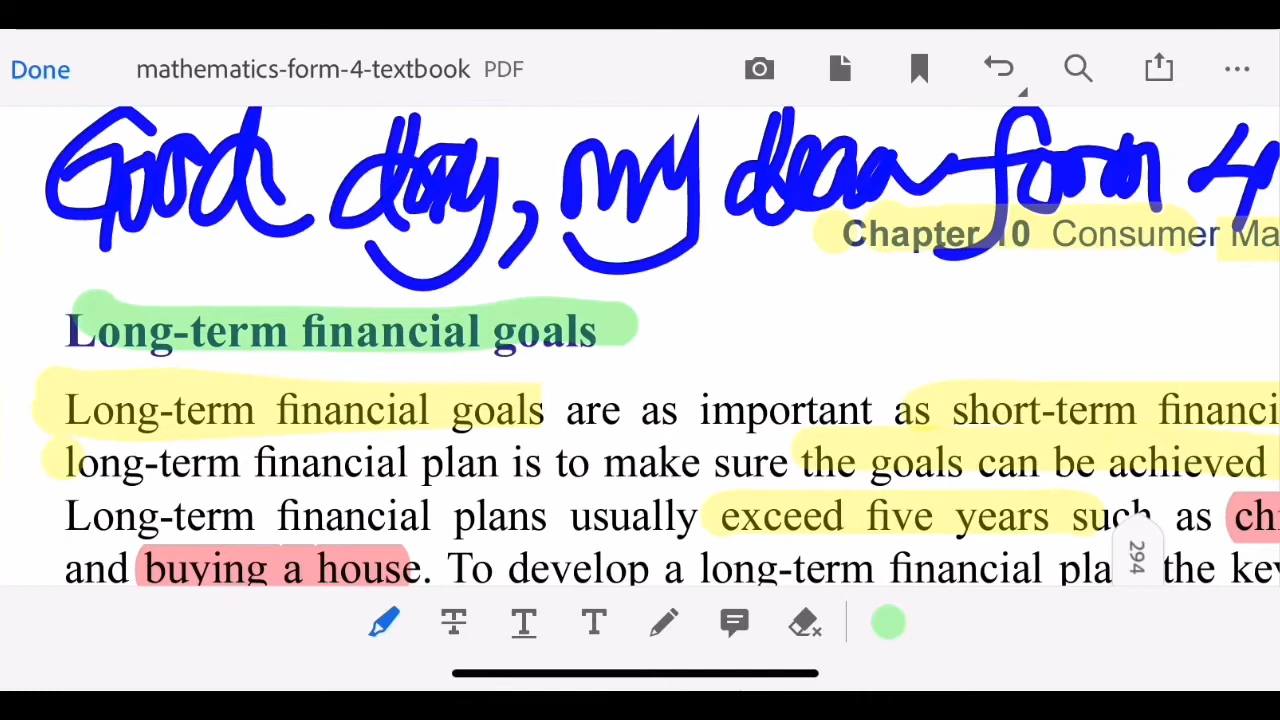 Done mathematics-form-4-textbook PDF
Good day, my dear form 4
Chapter 10 Consumer Ma
Long-term financial goals
Long-term financial goals are as important as short-term financi
long-term financial plan is to make sure the goals can be achieved
Long-term financial plans usually exceed five years such as chi
and buying a house. To develop a long-term financial pla the key
294